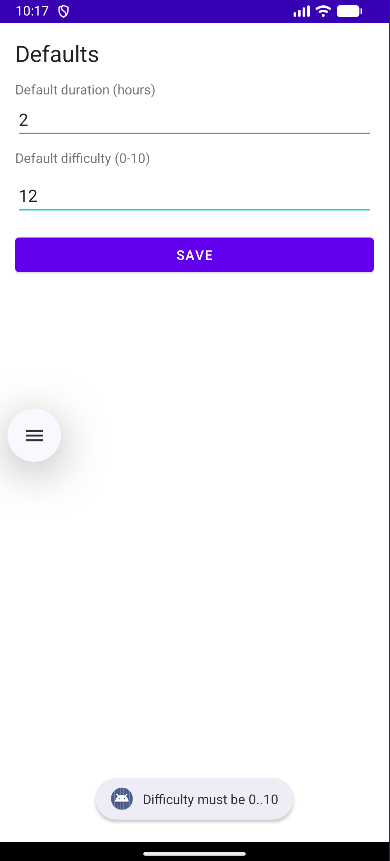 10:17
Defaults
Default duration (hours)
2
Default difficulty (0-10)
12
SAVE
Difficulty must be 0..10